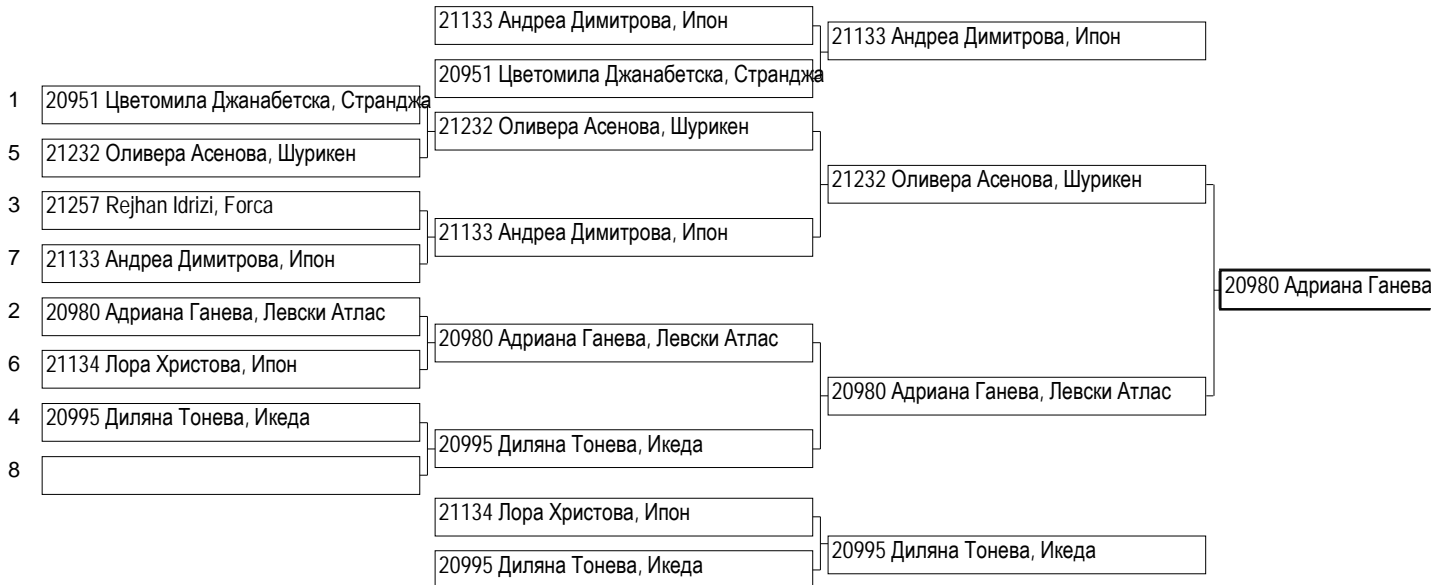 21133 Андреа Димитрова, Ипон
21133 Андреа Димитрова, Ипон
20951 Цветомила Джанабетска, Странджа
1 20951 Цветомила Джанабетска, Странджа
21232 Оливера Асенова, Шурикен
5 21232 Оливера Асенова, Шурикен
21232 Оливера Асенова, Шурикен
3 21257 Rejhan Idrizi, Forca
21133 Андреа Димитрова, Ипон
7 21133 Андреа Димитрова, Ипон
20980 Адриана Ганева
2 20980 Адриана Ганева, Левски Атлас
20980 Адриана Ганева, Левски Атлас
6 21134 Лора Христова, Ипон
20980 Адриана Ганева, Левски Атлас
4 20995 Диляна Тонева, Икеда
20995 Диляна Тонева, Икеда
8
21134 Лора Христова, Ипон
20995 Диляна Тонева, Икеда
20995 Диляна Тонева, Икеда